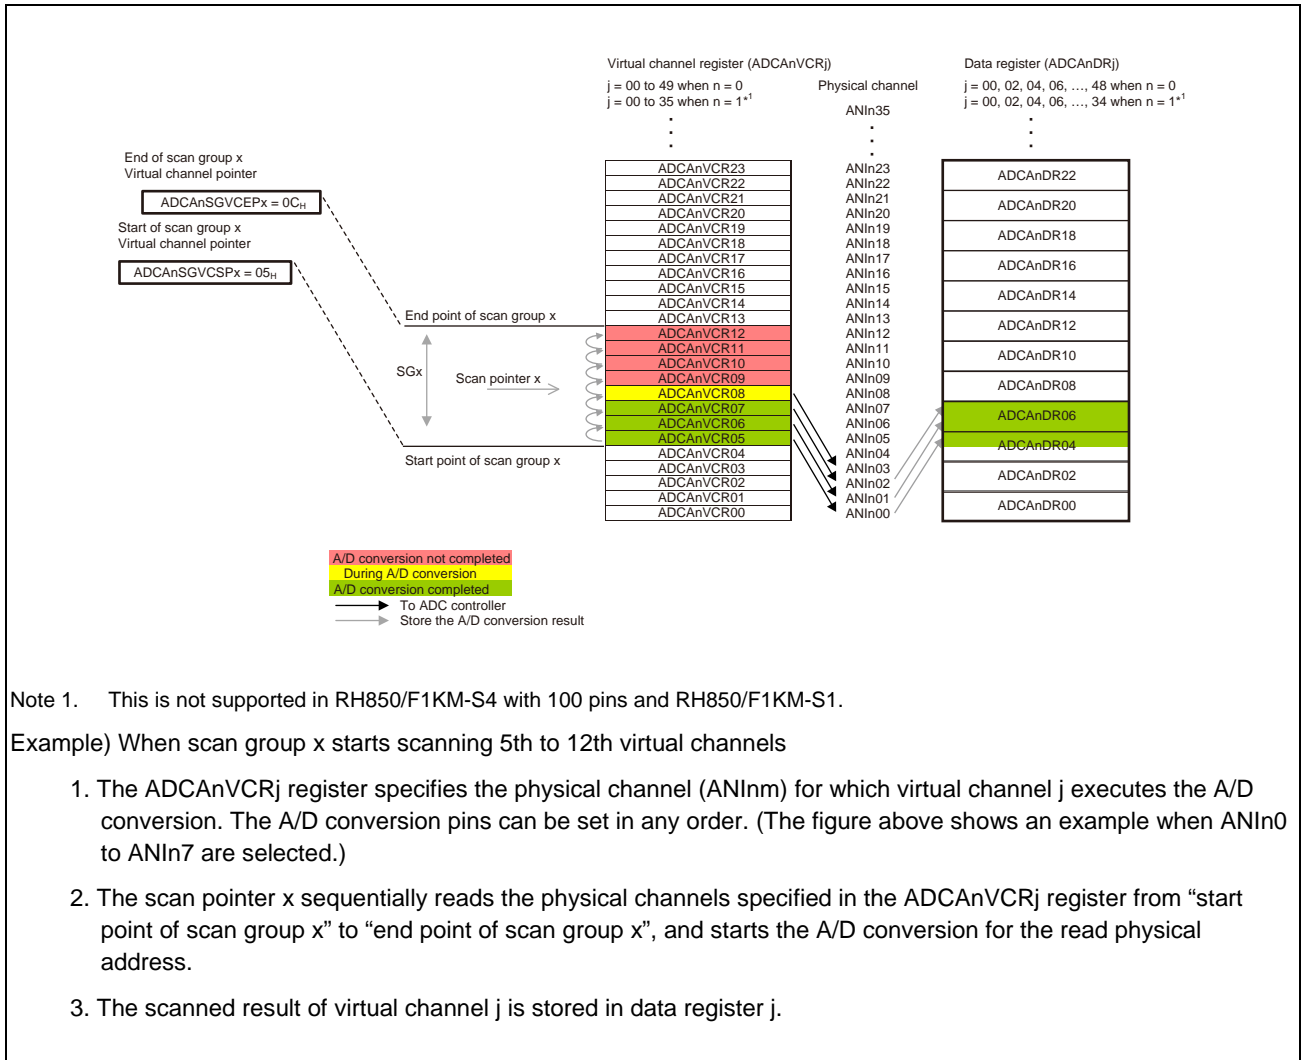 Virtual channel register (ADCAnVCRj)
j = 00 to 49 when n = 0
j = 00 to 35 when n = 1*1
Physical channel
ANIn35
Data register (ADCAnDRj)
j = 00, 02, 04, 06, …, 48 when n = 0
j = 00, 02, 04, 06, …, 34 when n = 1*1
End of scan group x
Virtual channel pointer
ADCAnSGVCEPx = 0CH
Start of scan group x
Virtual channel pointer
ADCAnSGVCSPx = 05H
End point of scan group x
SGx
Scan pointer x
Start point of scan group x
ADCAnVCR23
ADCAnVCR22
ADCAnVCR21
ADCAnVCR20
ADCAnVCR19
ADCAnVCR18
ADCAnVCR17
ADCAnVCR16
ADCAnVCR15
ADCAnVCR14
ADCAnVCR13
ADCAnVCR12
ADCAnVCR11
ADCAnVCR10
ADCAnVCR09
ADCAnVCR08
ADCAnVCR07
ADCAnVCR06
ADCAnVCR05
ADCAnVCR04
ADCAnVCR03
ADCAnVCR02
ADCAnVCR01
ADCAnVCR00
ANIn23
ANIn22
ANIn21
ANIn20
ANIn19
ANIn18
ANIn17
ANIn16
ANIn15
ANIn14
ANIn13
ANIn12
ANIn11
ANIn10
ANIn09
ANIn08
ANIn07
ANIn06
ANIn05
ANIn04
ANIn03
ANIn02
ANIn01
ANIn00
ADCAnDR22
ADCAnDR20
ADCAnDR18
ADCAnDR16
ADCAnDR14
ADCAnDR12
ADCAnDR10
ADCAnDR08
ADCAnDR06
ADCAnDR04
ADCAnDR02
ADCAnDR00
A/D conversion not completed
During A/D conversion
A/D conversion completed
To ADC controller
Store the A/D conversion result
Note 1. This is not supported in RH850/F1KM-S4 with 100 pins and RH850/F1KM-S1.
Example) When scan group x starts scanning 5th to 12th virtual channels
1. The ADCAnVCRj register specifies the physical channel (ANInm) for which virtual channel j executes the A/D
conversion. The A/D conversion pins can be set in any order. (The figure above shows an example when ANIn0
to ANIn7 are selected.)
2. The scan pointer x sequentially reads the physical channels specified in the ADCAnVCRj register from “start
point of scan group x” to “end point of scan group x”, and starts the A/D conversion for the read physical
address.
3. The scanned result of virtual channel j is stored in data register j.